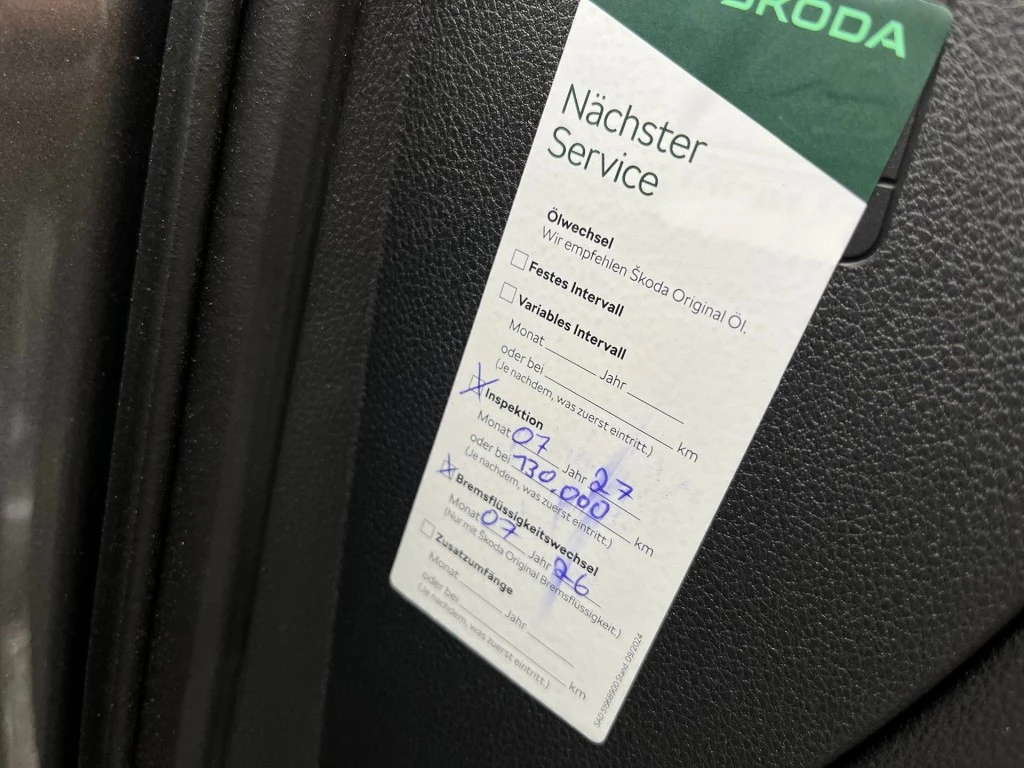 ŠKODA
Nächster
Service
Ölwechsel
Wir empfehlen Škoda Original Öl.
Festes Intervall
Variables Intervall
Monat Jahr
oder bei km
(Je nachdem, was zuerst eintritt.)
Inspektion
Monat 07 Jahr 27
oder bei 130.000 km
(Je nachdem, was zuerst eintritt.)
Bremsflüssigkeitswechsel
Monat 07 Jahr 26
(Nur mit Škoda Original Bremsflüssigkeit.)
Zusatzumfänge
Monat Jahr
oder bei km
(Je nachdem, was zuerst eintritt.)